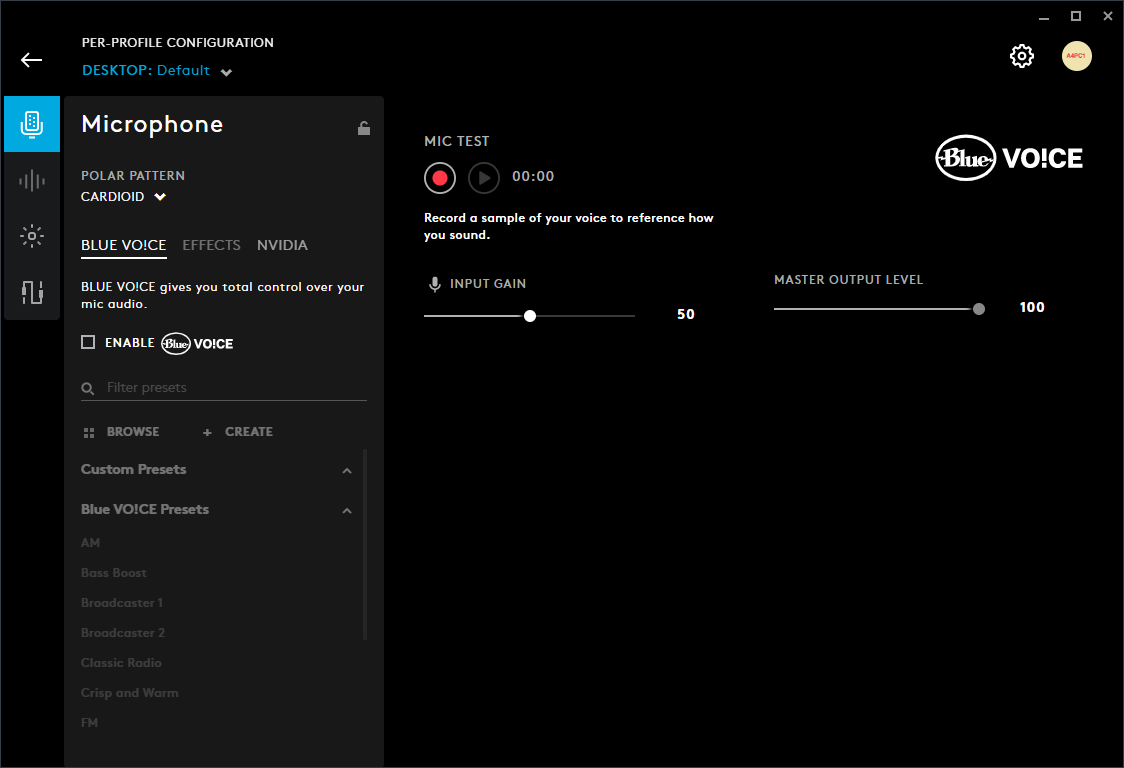 PER-PROFILE CONFIGURATION
DESKTOP: Default
A4PC1
Microphone
POLAR PATTERN
CARDIOID
BLUE VO!CE EFFECTS NVIDIA
BLUE VO!CE gives you total control over your
mic audio.
ENABLE Blue VO!CE
Filter presets
BROWSE + CREATE
Custom Presets
Blue VO!CE Presets
AM
Bass Boost
Broadcaster 1
Broadcaster 2
Classic Radio
Crisp and Warm
FM
MIC TEST
00:00
Record a sample of your voice to reference how
you sound.
Blue VO!CE
INPUT GAIN
50
MASTER OUTPUT LEVEL
100